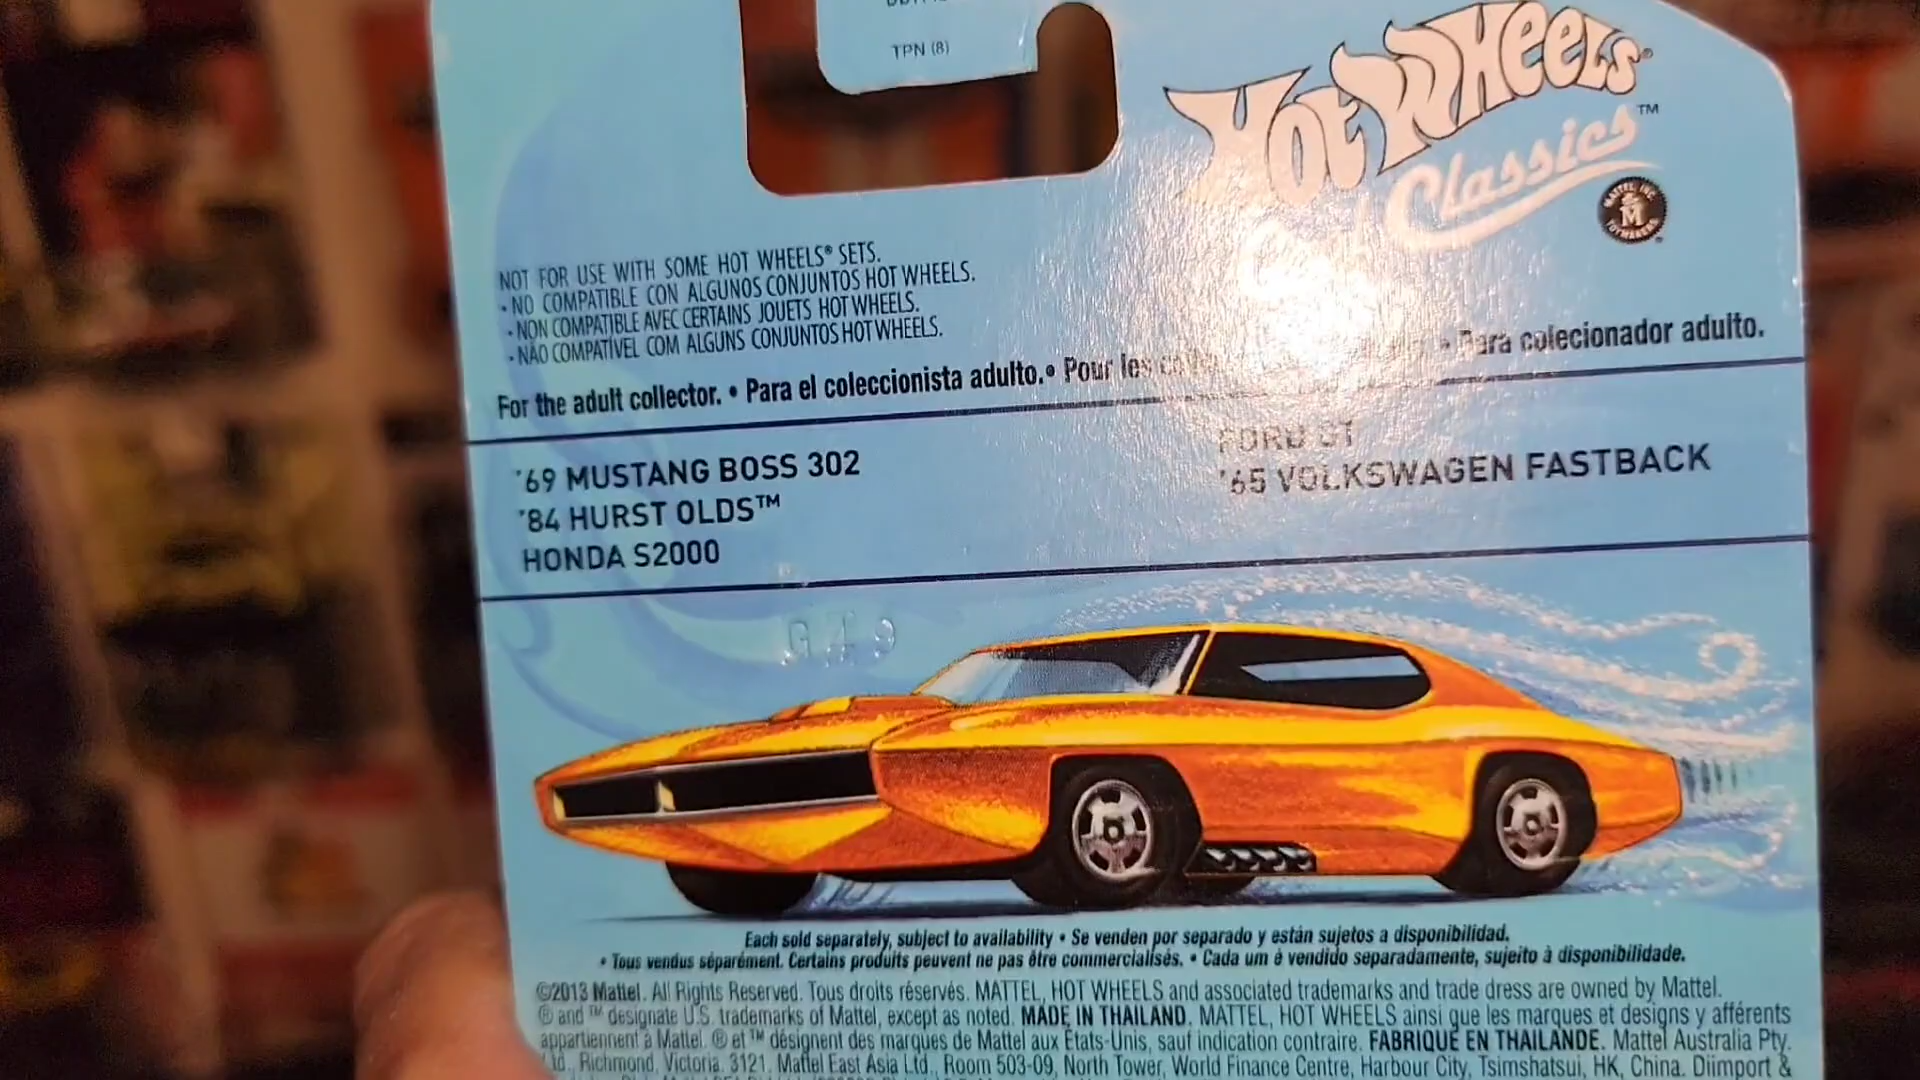 TPN (8)
HOT WHEELS®
Classics™
MATTEL INC
TOYMAKERS
NOT FOR USE WITH SOME HOT WHEELS® SETS.
• NO COMPATIBLE CON ALGUNOS CONJUNTOS HOT WHEELS.
• NON COMPATIBLE AVEC CERTAINS JOUETS HOT WHEELS.
• NÃO COMPATÍVEL COM ALGUNS CONJUNTOS HOT WHEELS.
For the adult collector. • Para el coleccionista adulto. • Pour les • Para colecionador adulto.
'69 MUSTANG BOSS 302
'84 HURST OLDS™
HONDA S2000
FORD GT
'65 VOLKSWAGEN FASTBACK
Each sold separately, subject to availability • Se venden por separado y están sujetos a disponibilidad.
• Tous vendus séparément. Certains produits peuvent ne pas être commercialisés. • Cada um é vendido separadamente, sujeito à disponibilidade.
©2013 Mattel. All Rights Reserved. Tous droits réservés. MATTEL, HOT WHEELS and associated trademarks and trade dress are owned by Mattel.
® and ™ designate U.S. trademarks of Mattel, except as noted. MADE IN THAILAND. MATTEL, HOT WHEELS ainsi que les marques et designs y afférents
appartiennent à Mattel. ® et ™ désignent des marques de Mattel aux États-Unis, sauf indication contraire. FABRIQUÉ EN THAÏLANDE. Mattel Australia Pty.
Ltd., Richmond, Victoria. 3121. Mattel East Asia Ltd., Room 503-09, North Tower, World Finance Centre, Harbour City, Tsimshatsui, HK, China. Diimport &